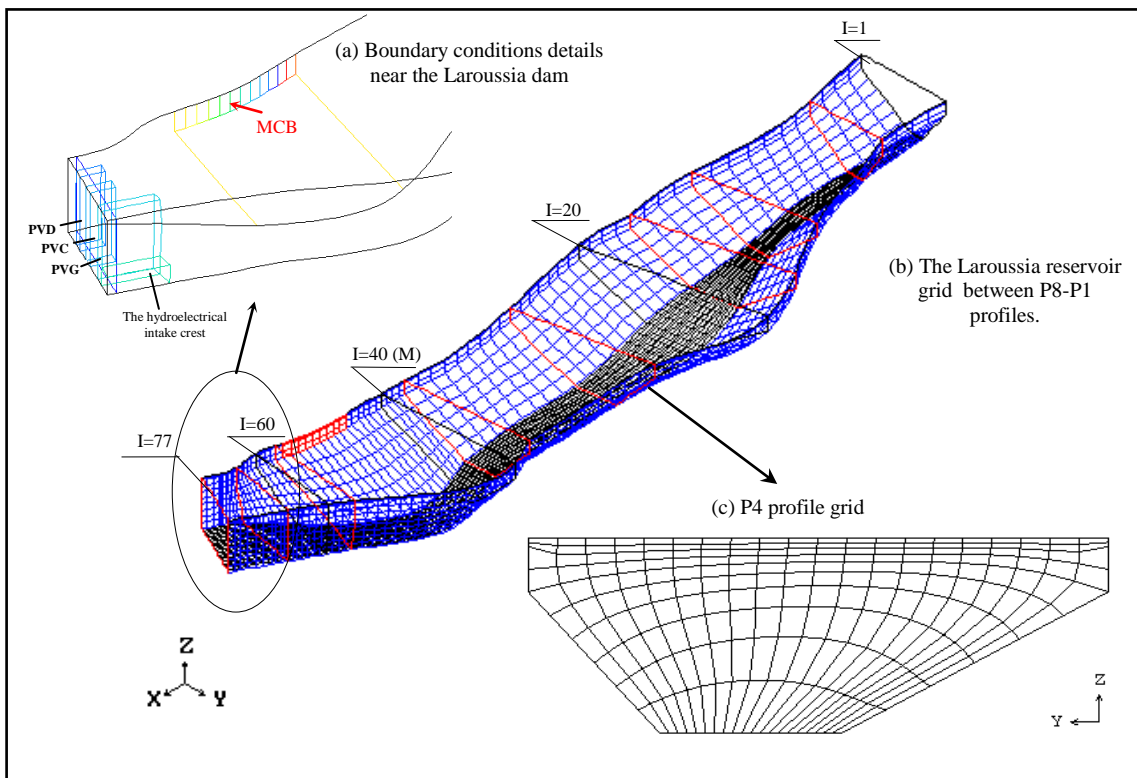 I=1
(a) Boundary conditions details
near the Laroussia dam
MCB
PVD
PVC
PVG
The hydroelectrical
intake crest
I=20
(b) The Laroussia reservoir
grid between P8-P1
profiles.
I=40 (M)
I=60
I=77
(c) P4 profile grid
Z
X
Y
Z
Y